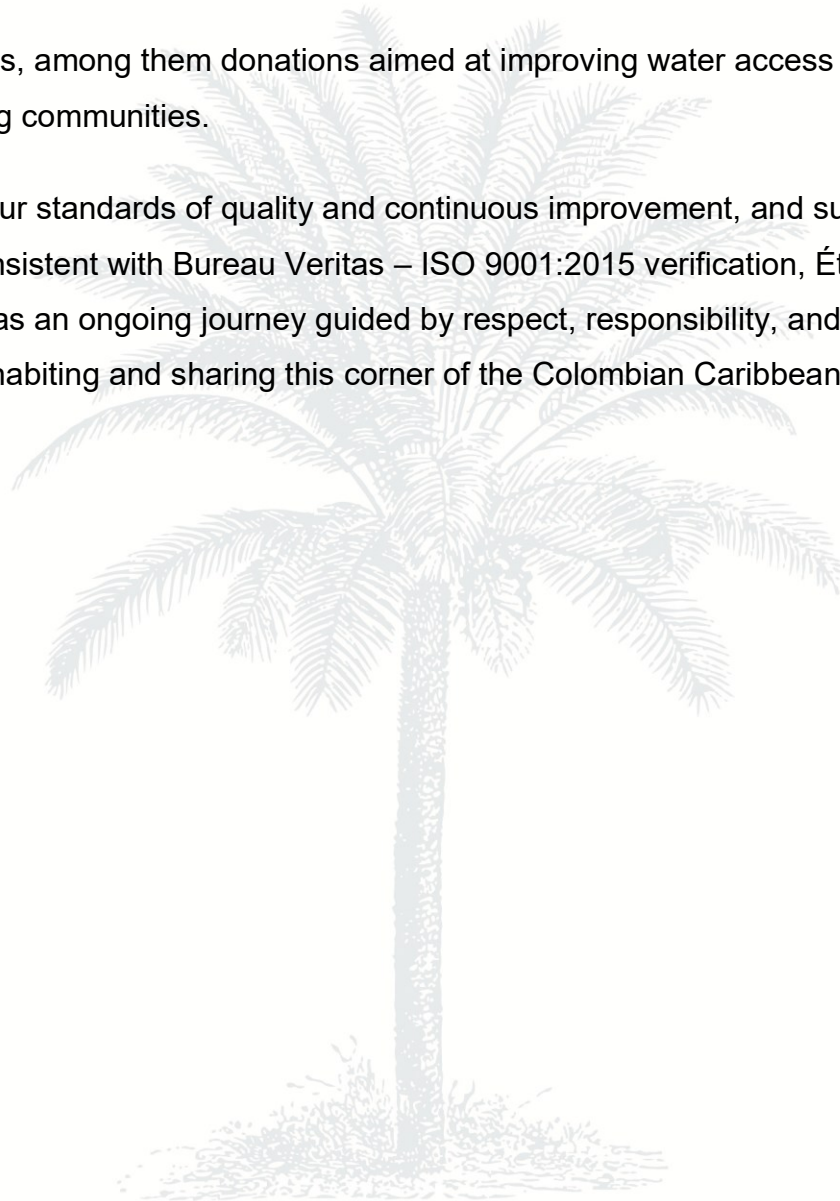 s, among them donations aimed at improving water access
g communities.
ur standards of quality and continuous improvement, and su
nsistent with Bureau Veritas – ISO 9001:2015 verification, Ét
as an ongoing journey guided by respect, responsibility, and
habiting and sharing this corner of the Colombian Caribbean